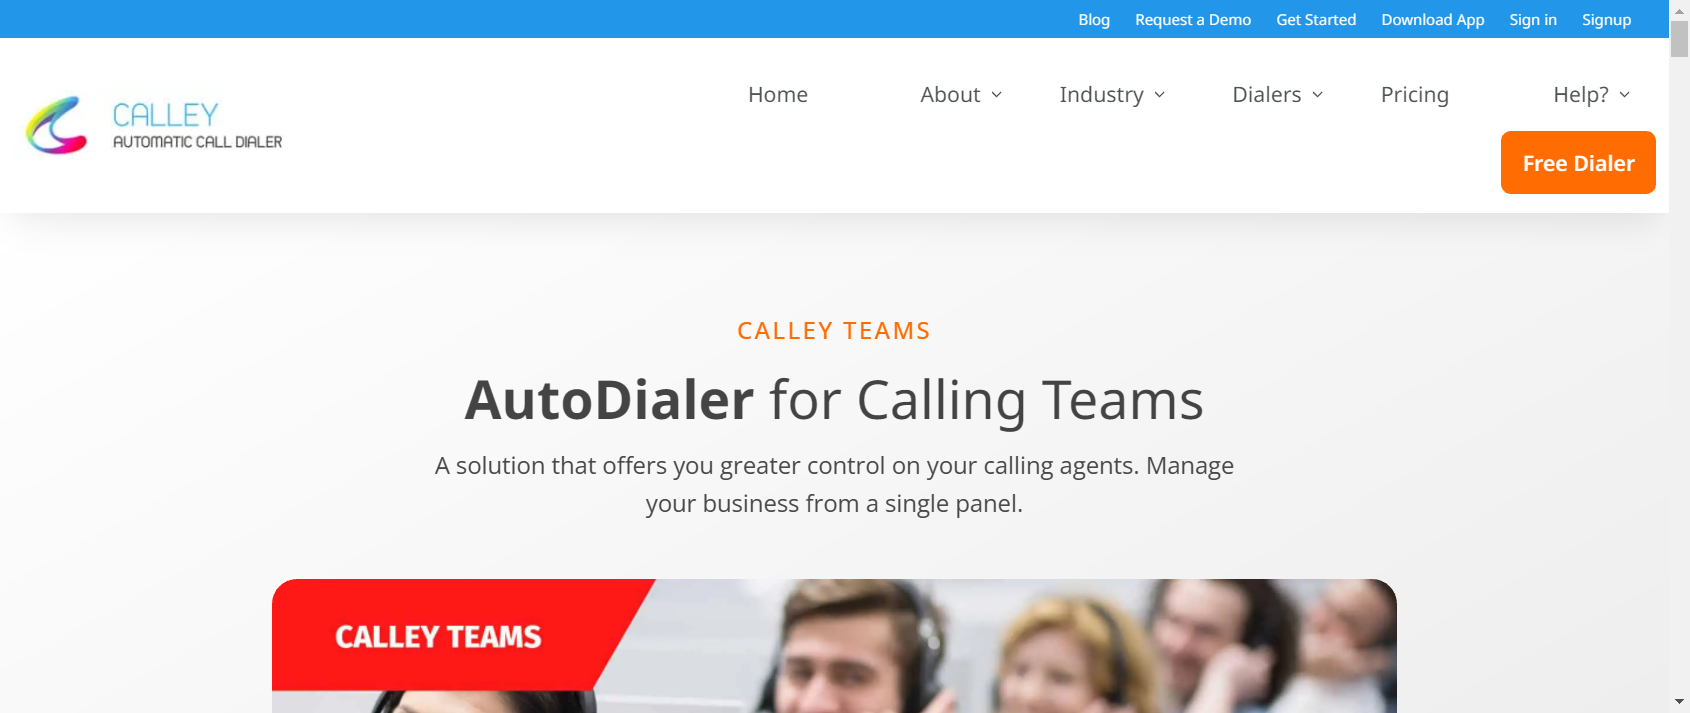 Blog Request a Demo Get Started Download App Sign in Signup
CALLEY
AUTOMATIC CALL DIALER
Home About Industry Dialers Pricing Help?
Free Dialer
CALLEY TEAMS
AutoDialer for Calling Teams
A solution that offers you greater control on your calling agents. Manage
your business from a single panel.
CALLEY TEAMS